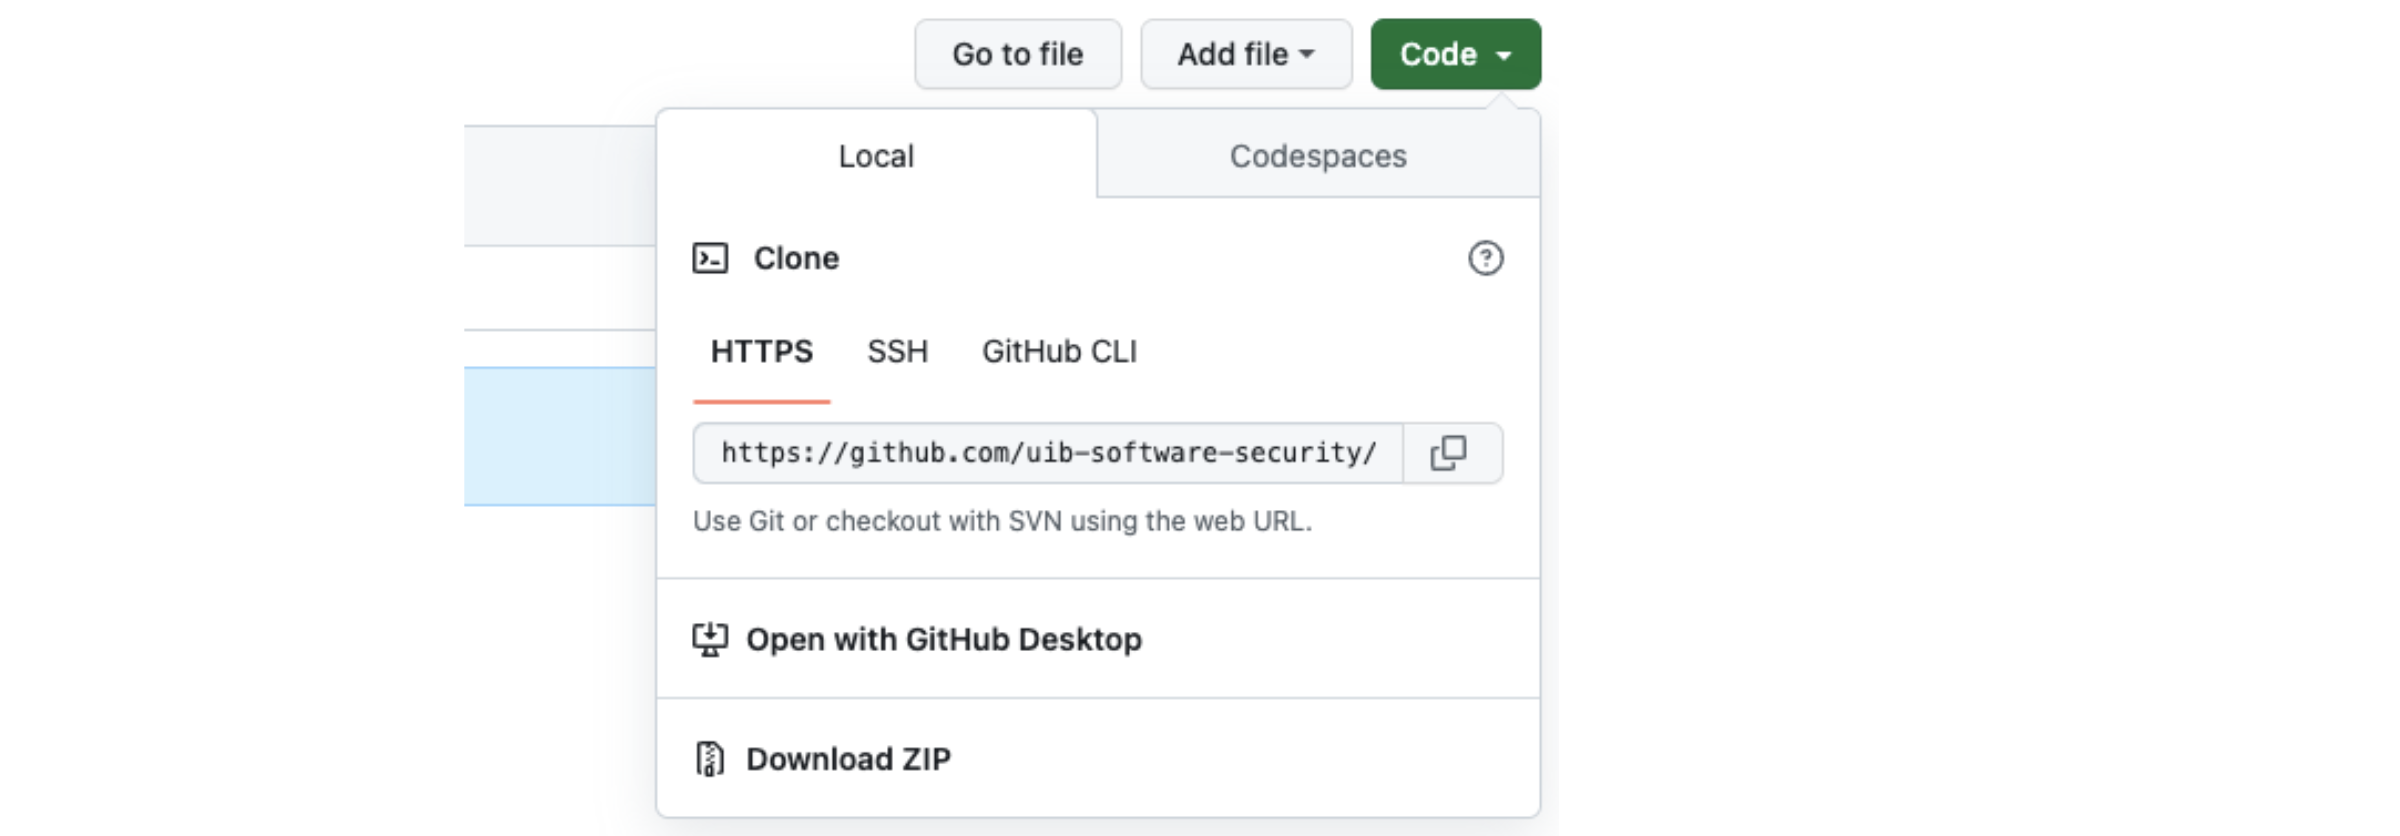 Go to file Add file Code
Local Codespaces
Clone
HTTPS SSH GitHub CLI
https://github.com/uib-software-security/
Use Git or checkout with SVN using the web URL.
Open with GitHub Desktop
Download ZIP